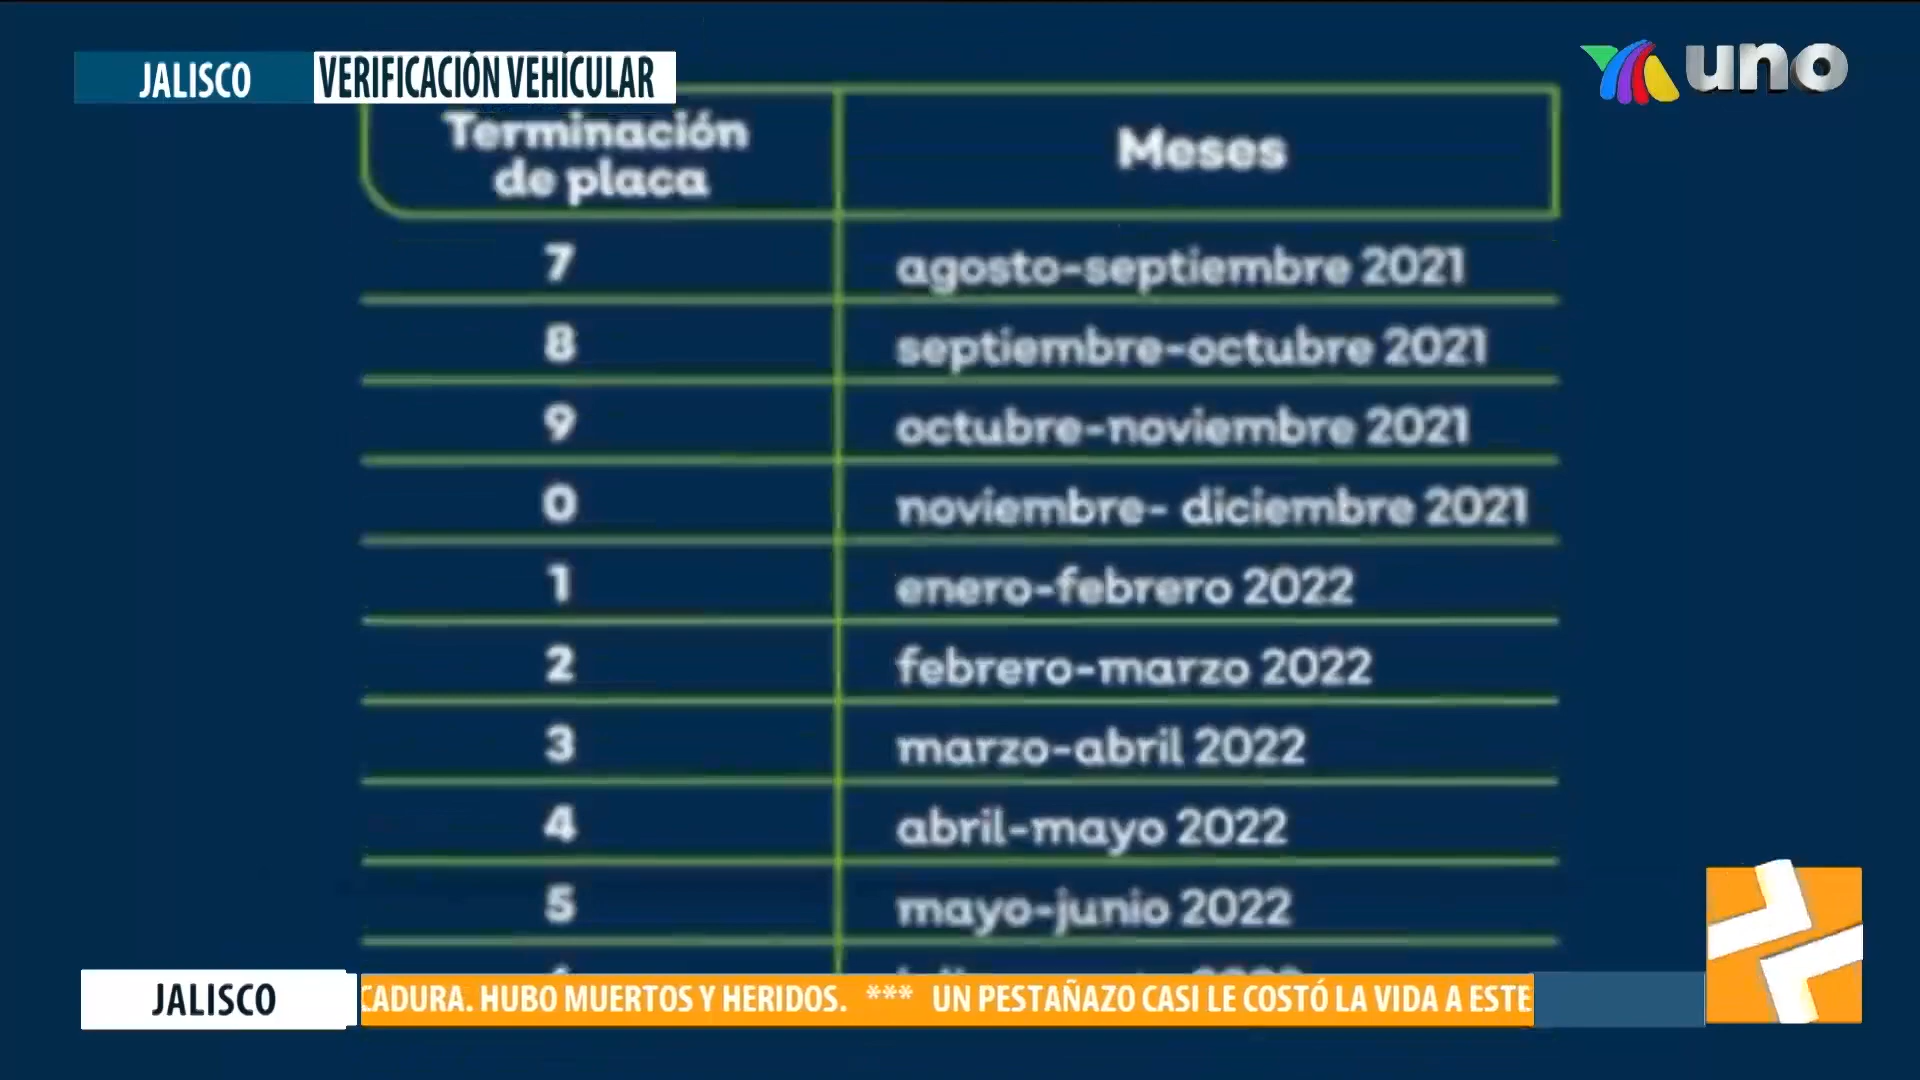 JALISCO VERIFICACIÓN VEHÍCULAR
uno
Terminación
de placa
Meses
7 agosto-septiembre 2021
8 septiembre-octubre 2021
9 octubre-noviembre 2021
0 noviembre- diciembre 2021
1 enero-febrero 2022
2 febrero-marzo 2022
3 marzo-abril 2022
4 abril-mayo 2022
5 mayo-junio 2022
JALISCO CADURA. HUBO MUERTOS Y HERIDOS. *** UN PESTAÑAZO CASI LE COSTÓ LA VIDA A ESTE